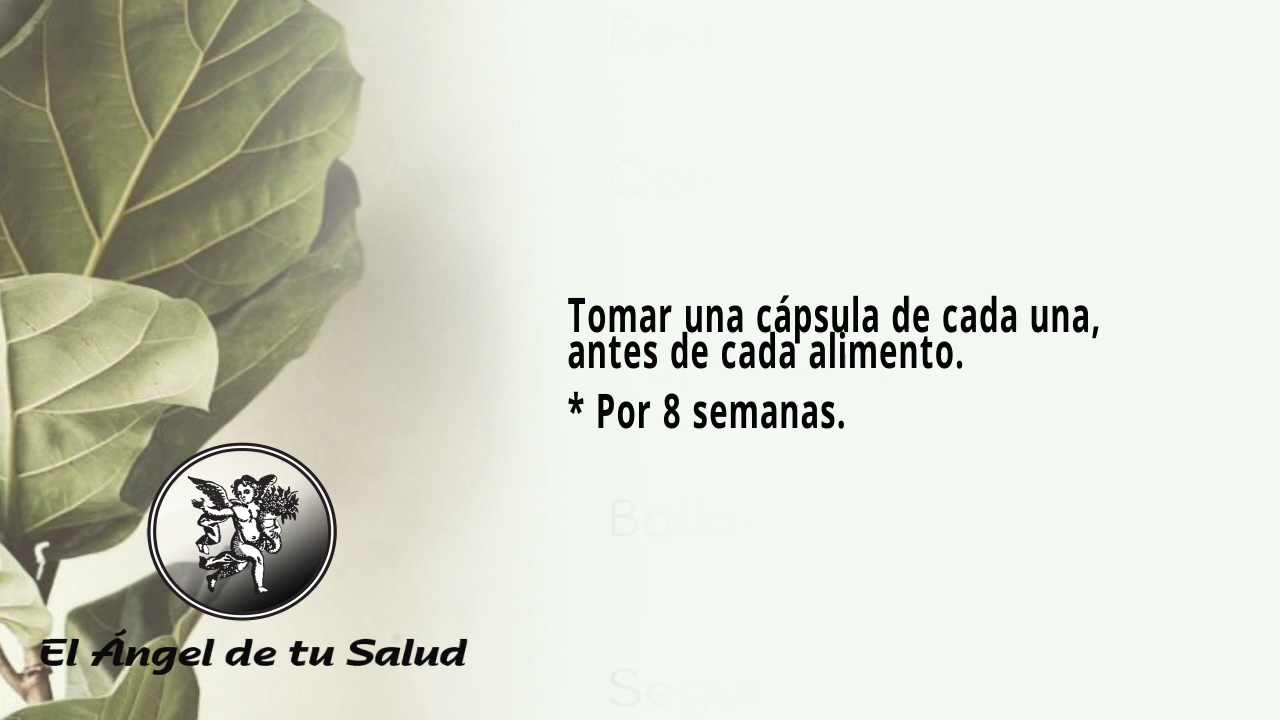 Tomar una cápsula de cada una,
antes de cada alimento.
* Por 8 semanas.
El Ángel de tu Salud